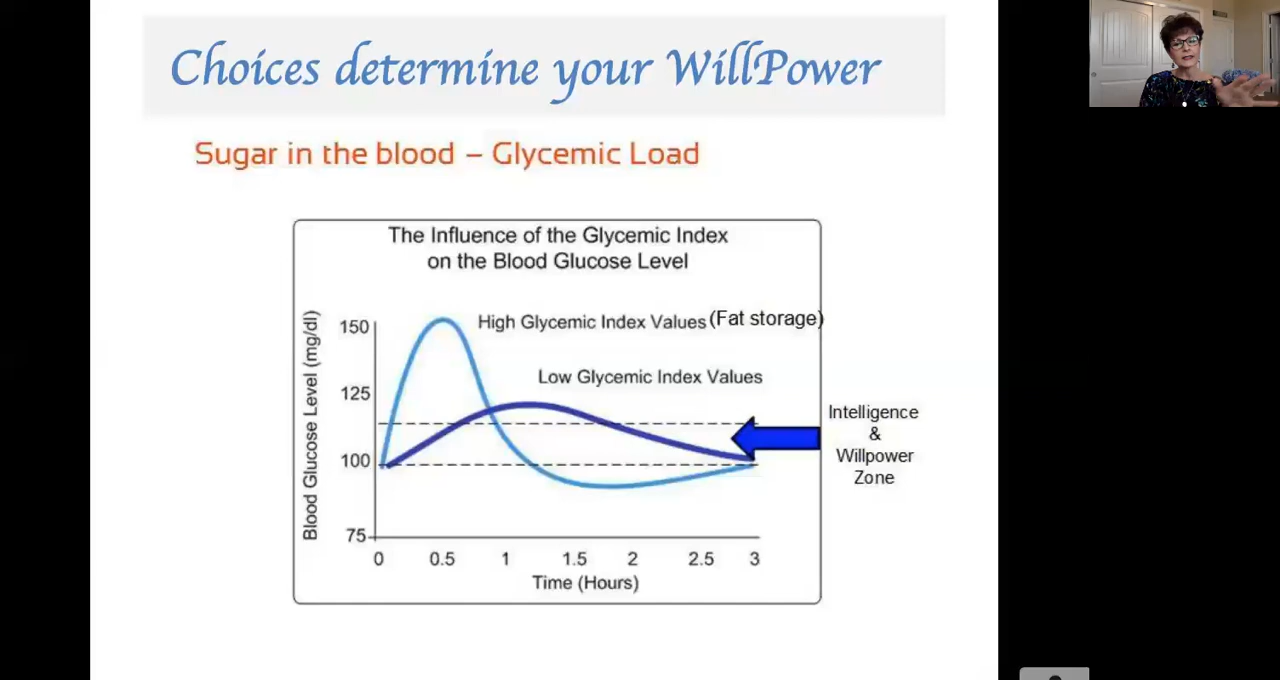 Choices determine your WillPower
Sugar in the blood – Glycemic Load
The Influence of the Glycemic Index
on the Blood Glucose Level
Blood Glucose Level (mg/dl)
150
125
100
75
High Glycemic Index Values (Fat storage)
Low Glycemic Index Values
Intelligence
&
Willpower
Zone
0 0.5 1 1.5 2 2.5 3
Time (Hours)